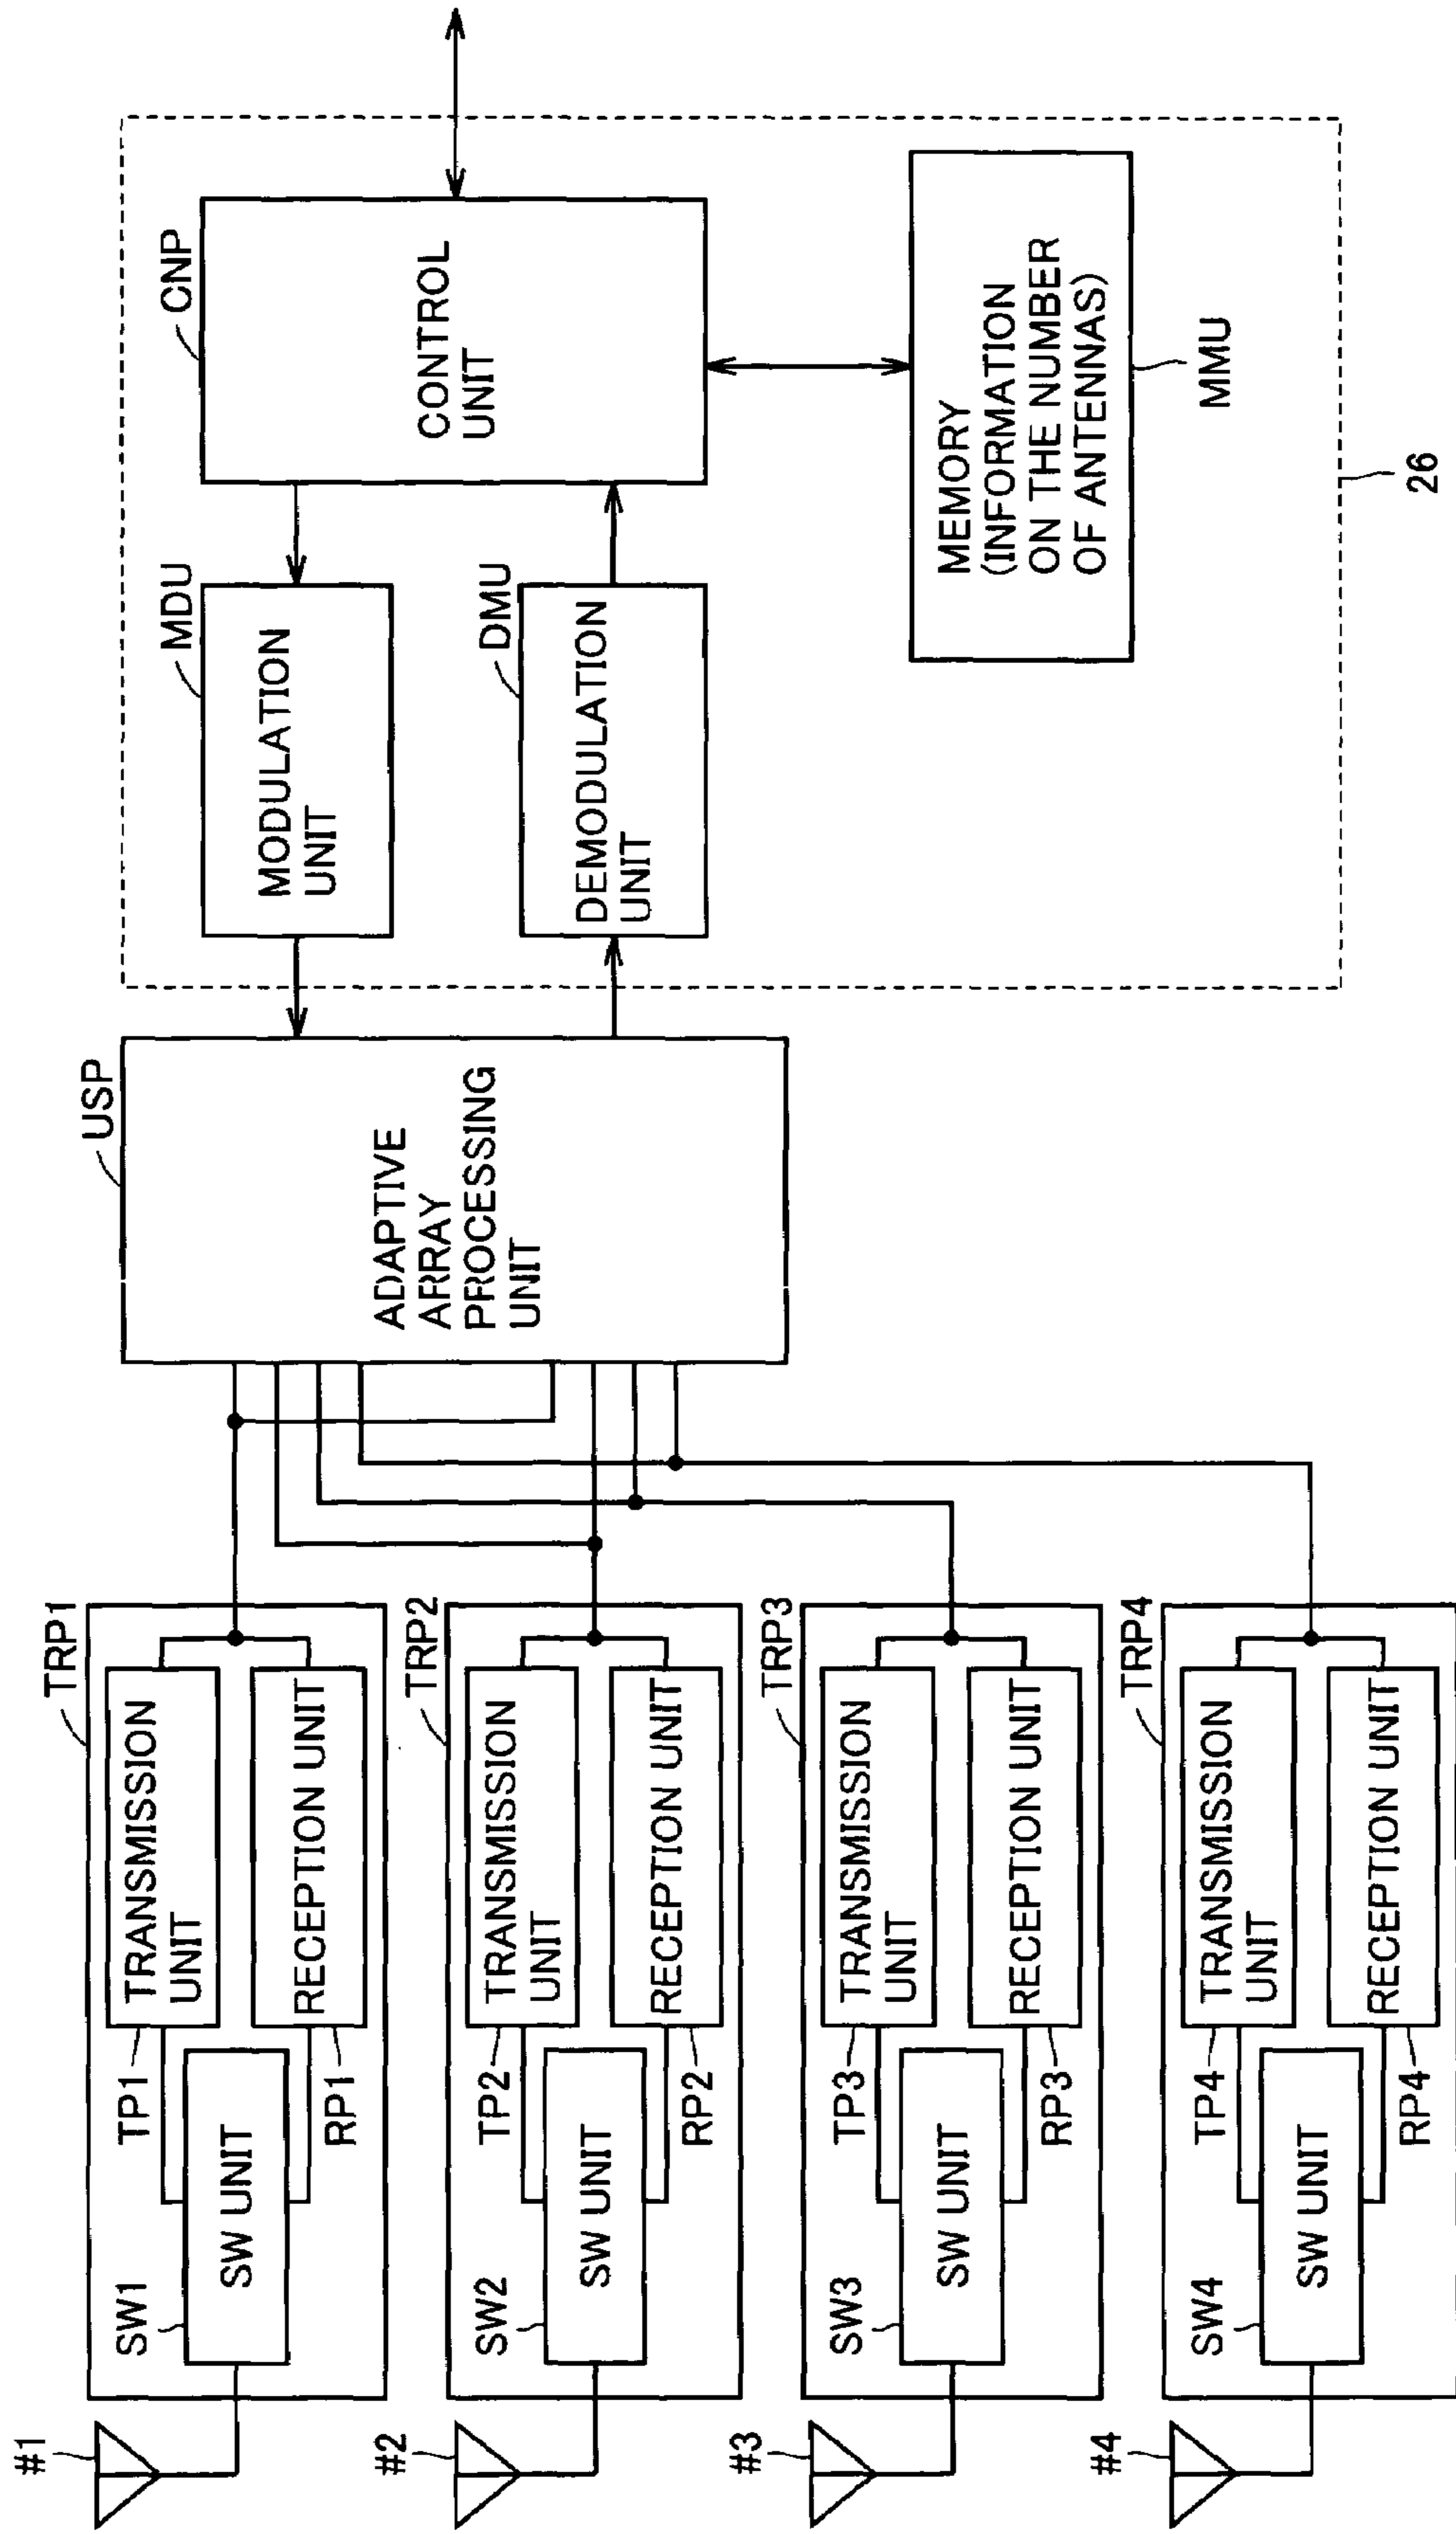 #1
SW1
SW UNIT
TP1
TRANSMISSION
UNIT
RP1
RECEPTION UNIT
TRP1
#2
SW2
SW UNIT
TP2
TRANSMISSION
UNIT
RP2
RECEPTION UNIT
TRP2
#3
SW3
SW UNIT
TP3
TRANSMISSION
UNIT
RP3
RECEPTION UNIT
TRP3
#4
SW4
SW UNIT
TP4
TRANSMISSION
UNIT
RP4
RECEPTION UNIT
TRP4
USP
ADAPTIVE
ARRAY
PROCESSING
UNIT
MDU
MODULATION
UNIT
DMU
DEMODULATION
UNIT
CNP
CONTROL
UNIT
MEMORY
(INFORMATION
ON THE NUMBER
OF ANTENNAS)
MMU
26